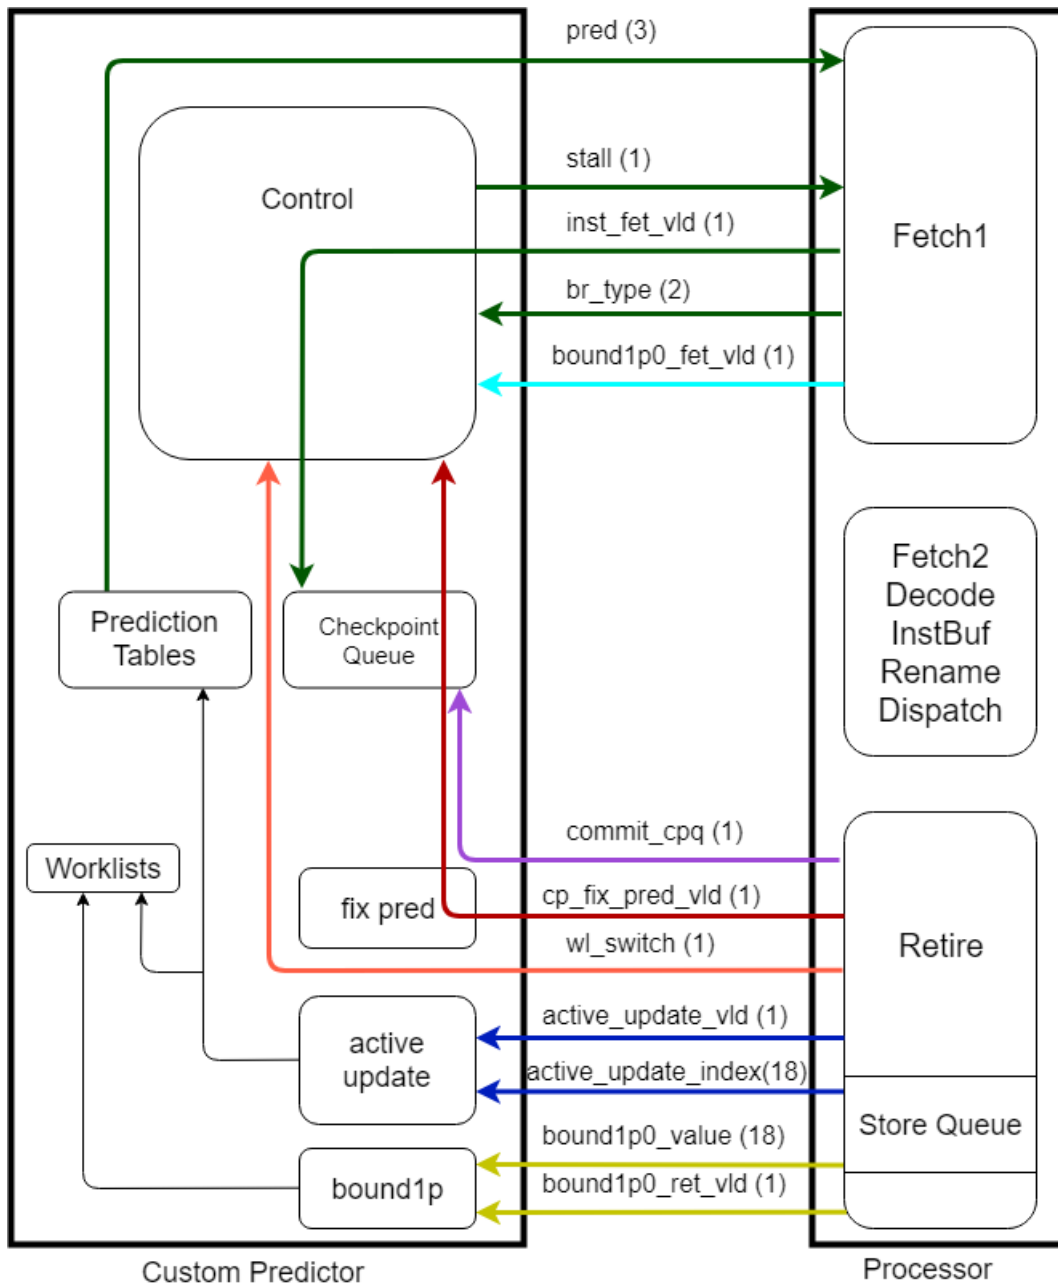 pred (3)
stall (1)
Control
inst_fet_vld (1)
Fetch1
br_type (2)
bound1p0_fet_vld (1)
Prediction
Tables
Checkpoint
Queue
Fetch2
Decode
InstBuf
Rename
Dispatch
commit_cpq (1)
Worklists
fix pred
cp_fix_pred_vld (1)
wl_switch (1)
Retire
active_update_vld (1)
active
update
active_update_index(18)
Store Queue
bound1p0_value (18)
bound1p
bound1p0_ret_vld (1)
Custom Predictor
Processor